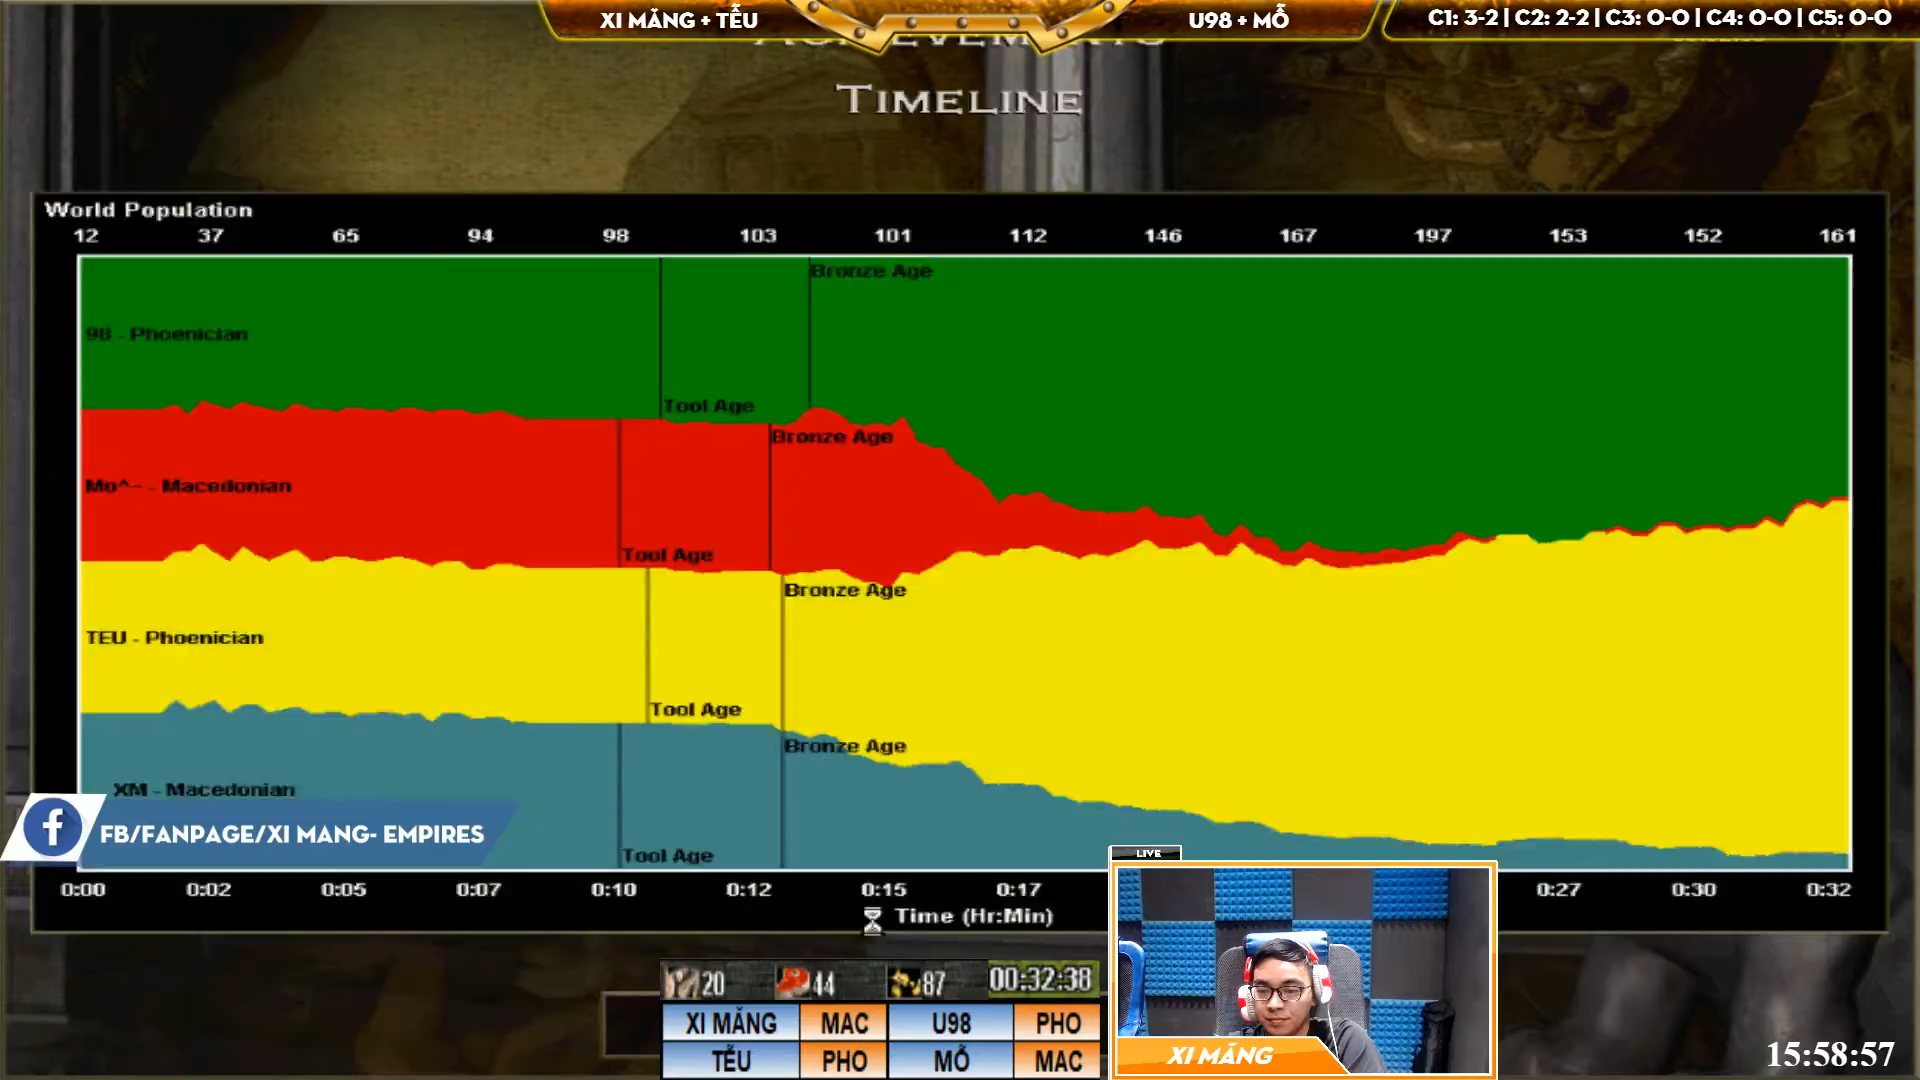 XI MĂNG + TỄU
U98 + MỖ
C1: 3-2 | C2: 2-2 | C3: 0-0 | C4: 0-0 | C5: 0-0
ACHIEVEMENTS
TIMELINE
World Population
12 37 65 94 98 103 101 112 146 167 197 153 152 161
Bronze Age
98 - Phoenician
Tool Age
Bronze Age
Mo^~ - Macedonian
Tool Age
Bronze Age
TEU - Phoenician
Tool Age
Bronze Age
XM - Macedonian
FB/FANPAGE/XI MANG- EMPIRES
Tool Age
LIVE
0:00 0:02 0:05 0:07 0:10 0:12 0:15 0:17 0:27 0:30 0:32
Time (Hr:Min)
20 44 87 00:32:38
XI MĂNG MAC U98 PHO
TỄU PHO MỖ MAC
XI MĂNG
15:58:57